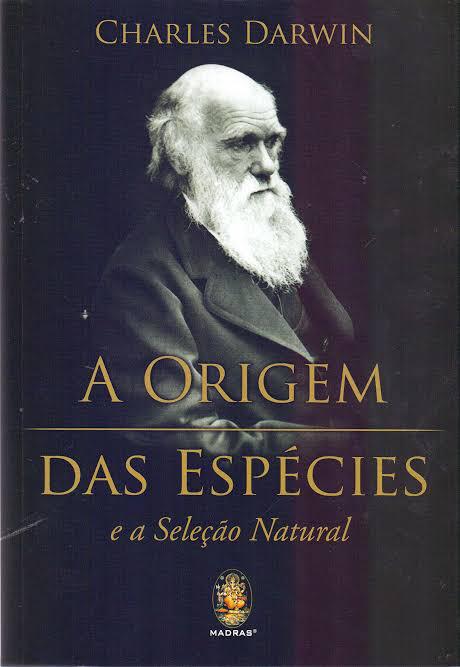 CHARLES DARWIN
A ORIGEM
DAS ESPÉCIES
e a Seleção Natural
MADRAS®